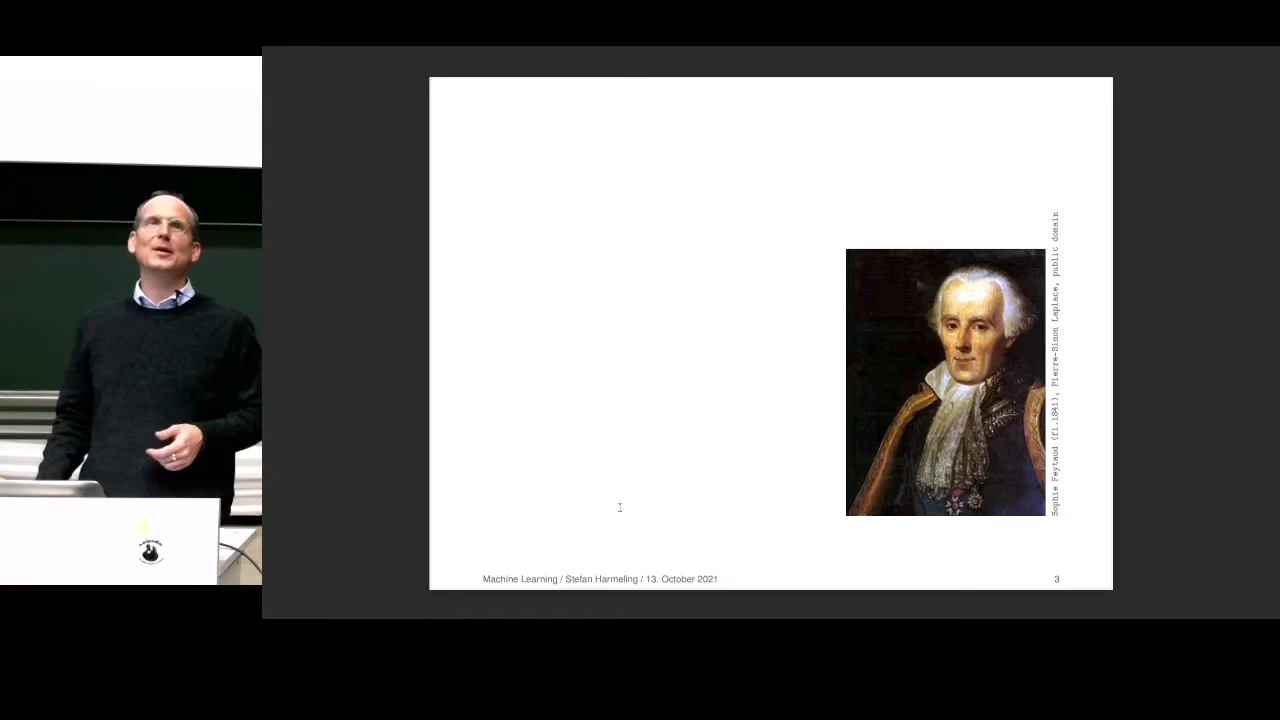 Sophie Feytaud (fl.1841), Pierre-Simon Laplace, public domain
Machine Learning / Stefan Harmeling / 13. October 2021
3